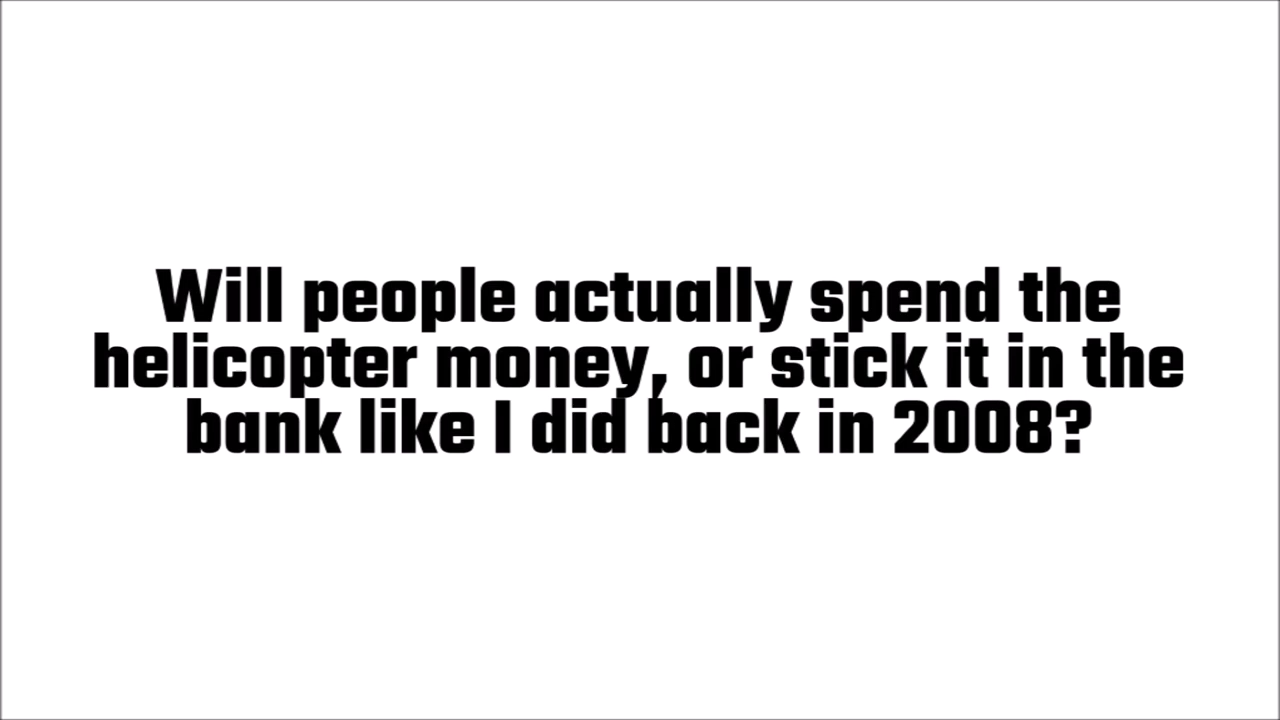 Will people actually spend the
helicopter money, or stick it in the
bank like I did back in 2008?